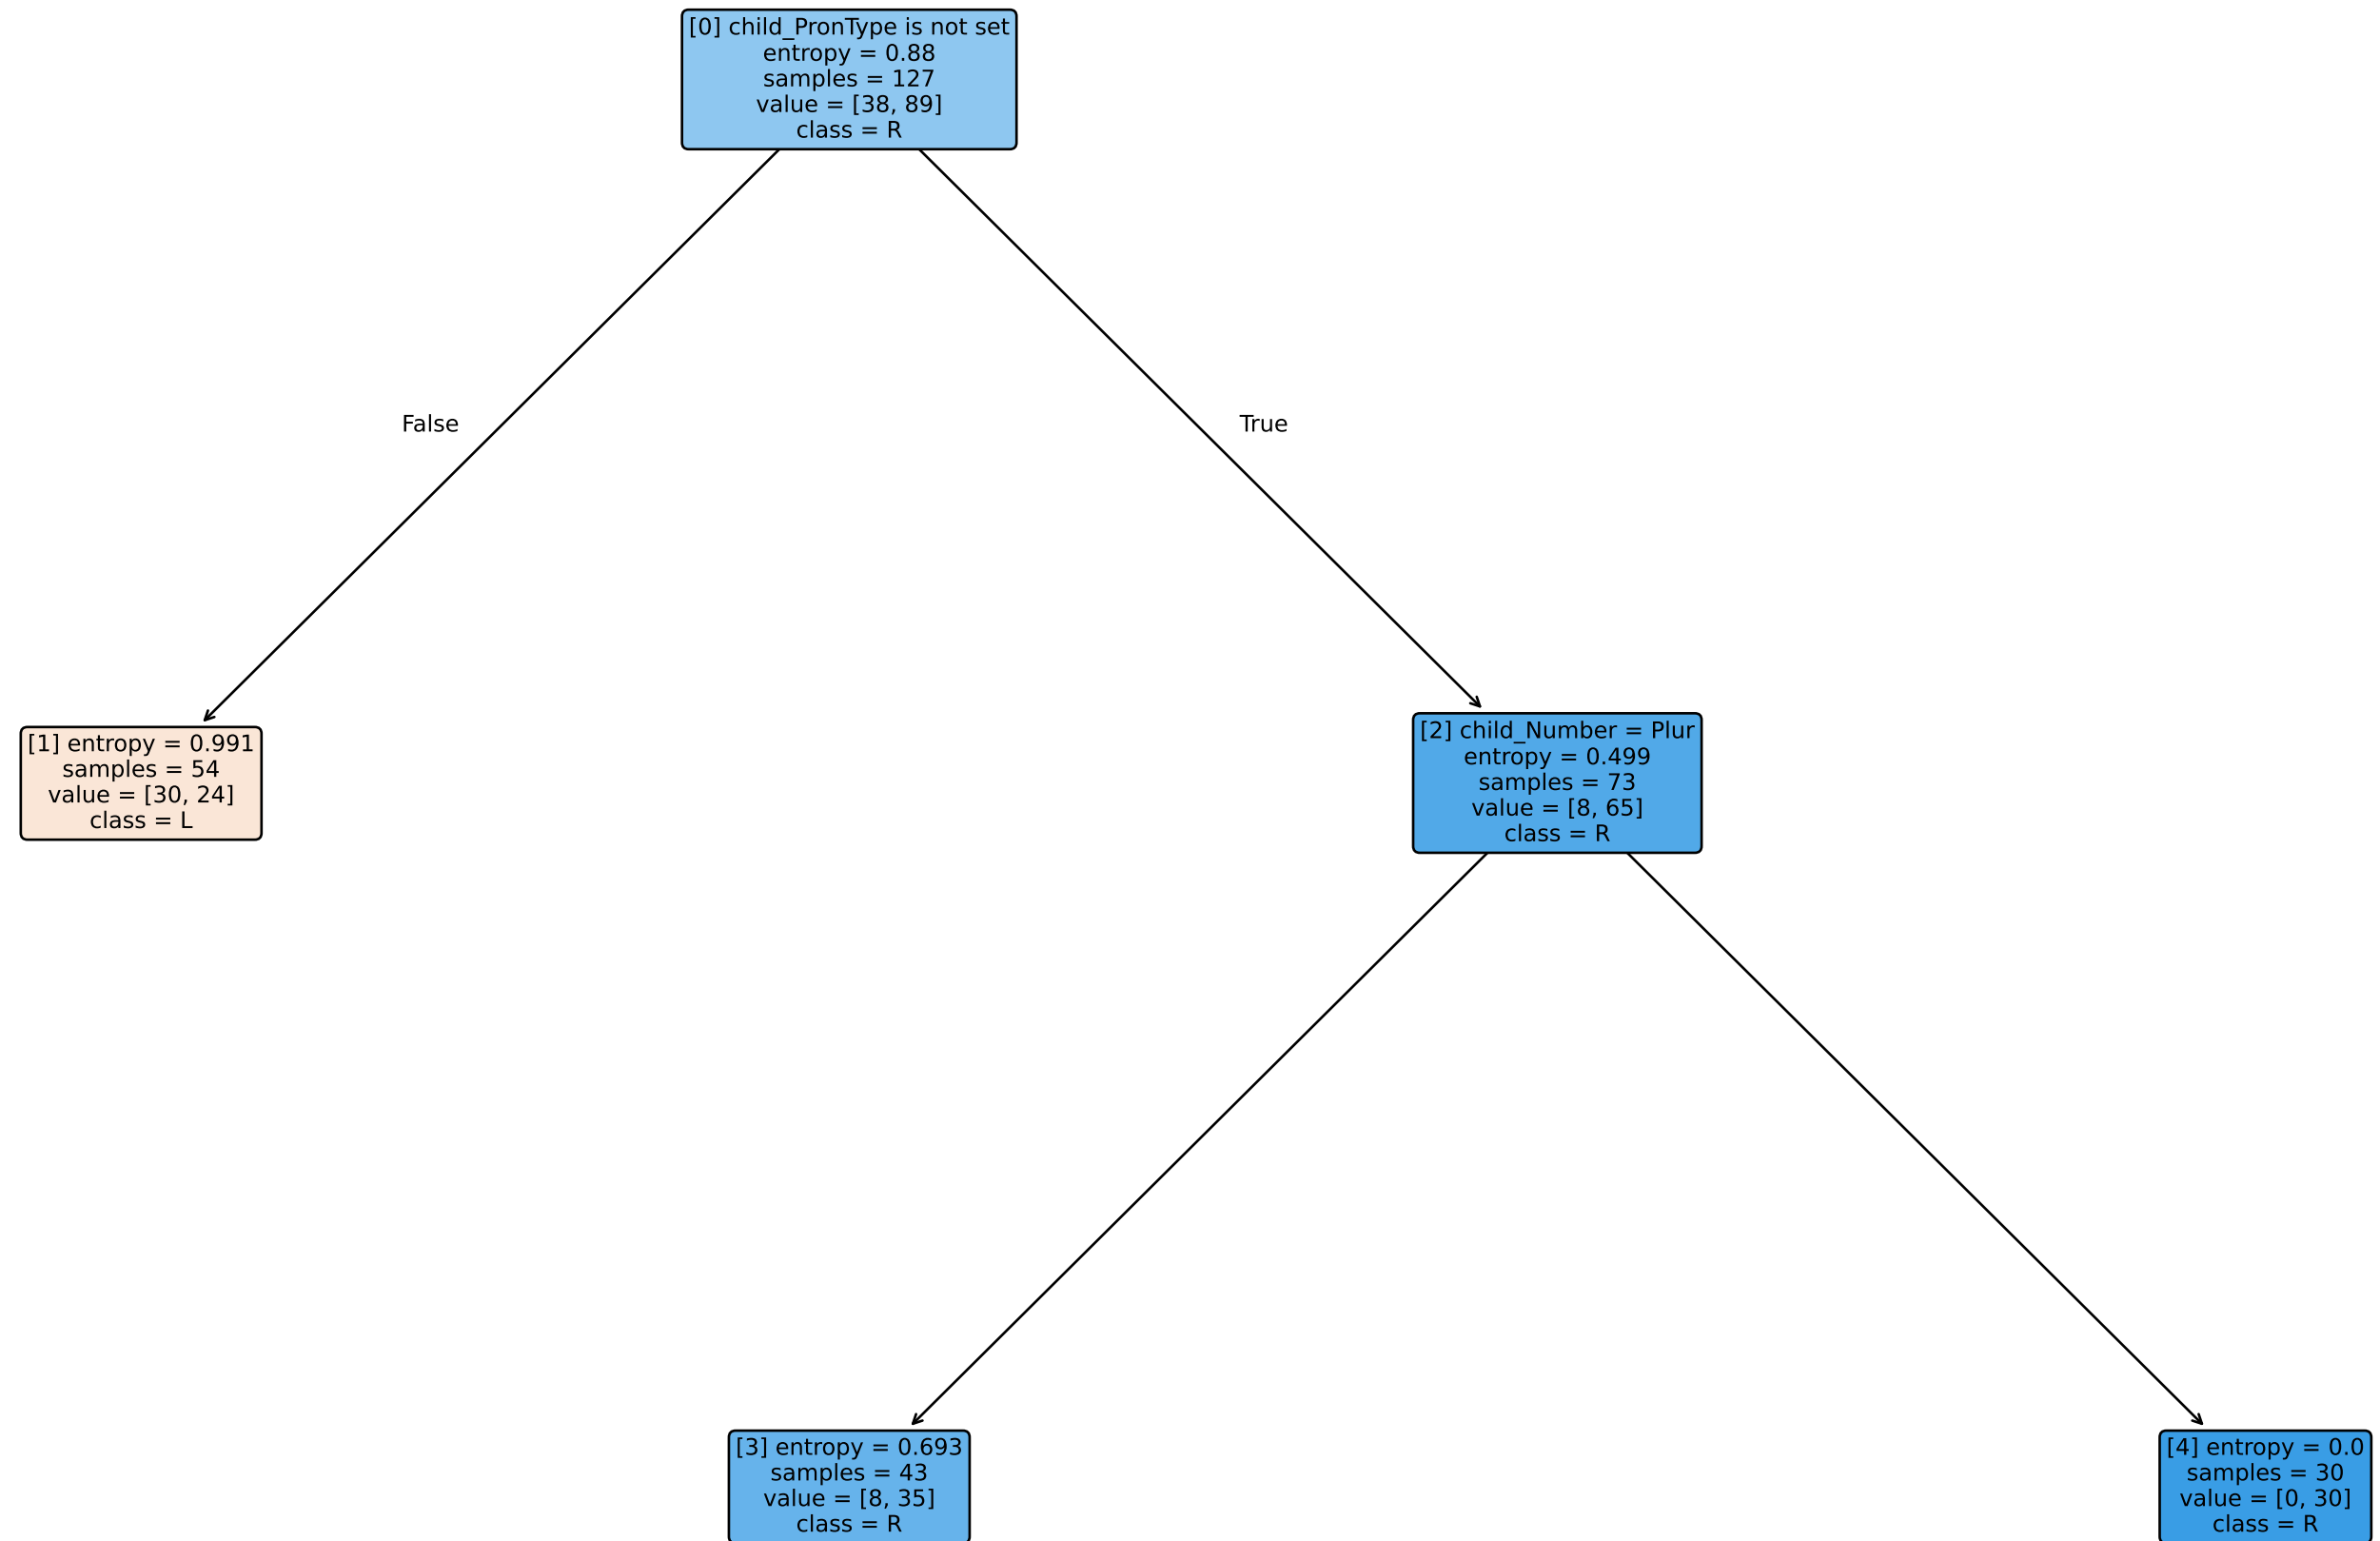 [0] child_PronType is not set
entropy = 0.88
samples = 127
value = [38, 89]
class = R
False
True
[1] entropy = 0.991
samples = 54
value = [30, 24]
class = L
[2] child_Number = Plur
entropy = 0.499
samples = 73
value = [8, 65]
class = R
[3] entropy = 0.693
samples = 43
value = [8, 35]
class = R
[4] entropy = 0.0
samples = 30
value = [0, 30]
class = R